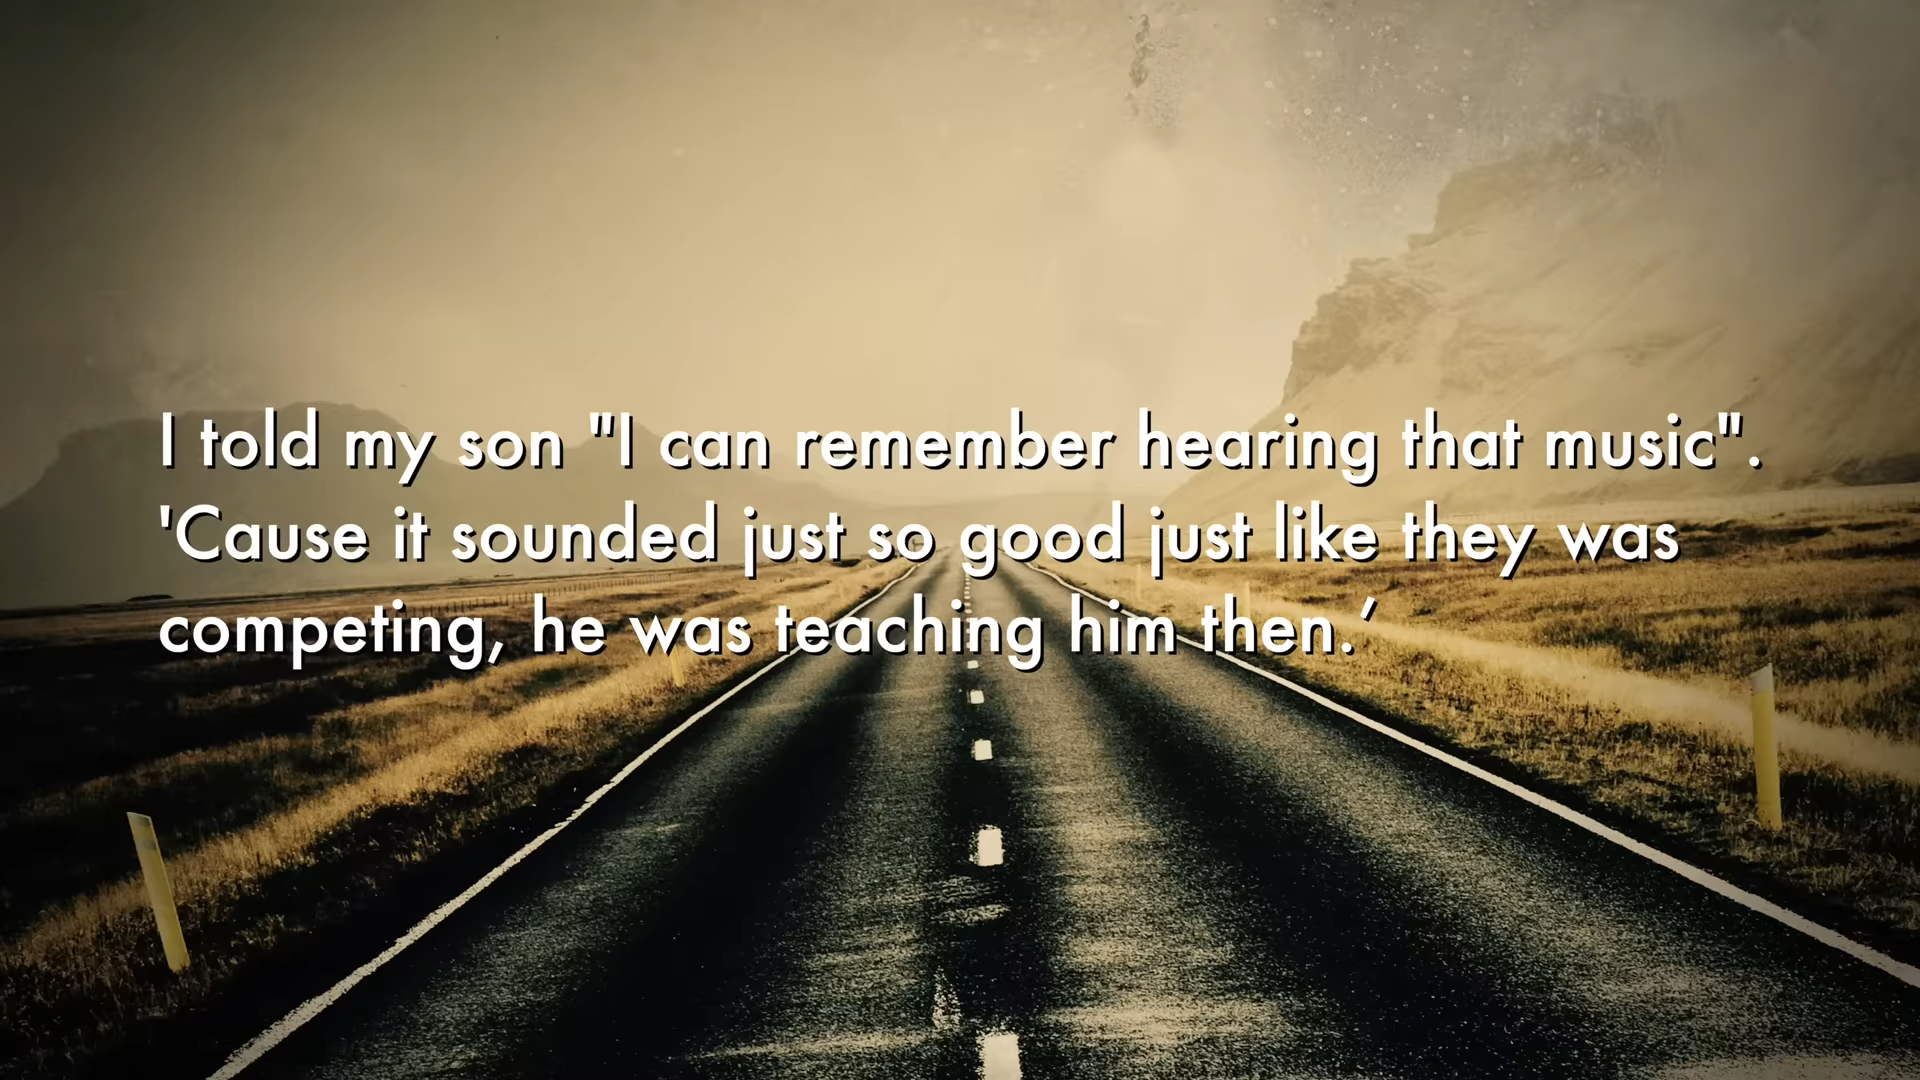 I told my son "I can remember hearing that music".
'Cause it sounded just so good just like they was
competing, he was teaching him then.’